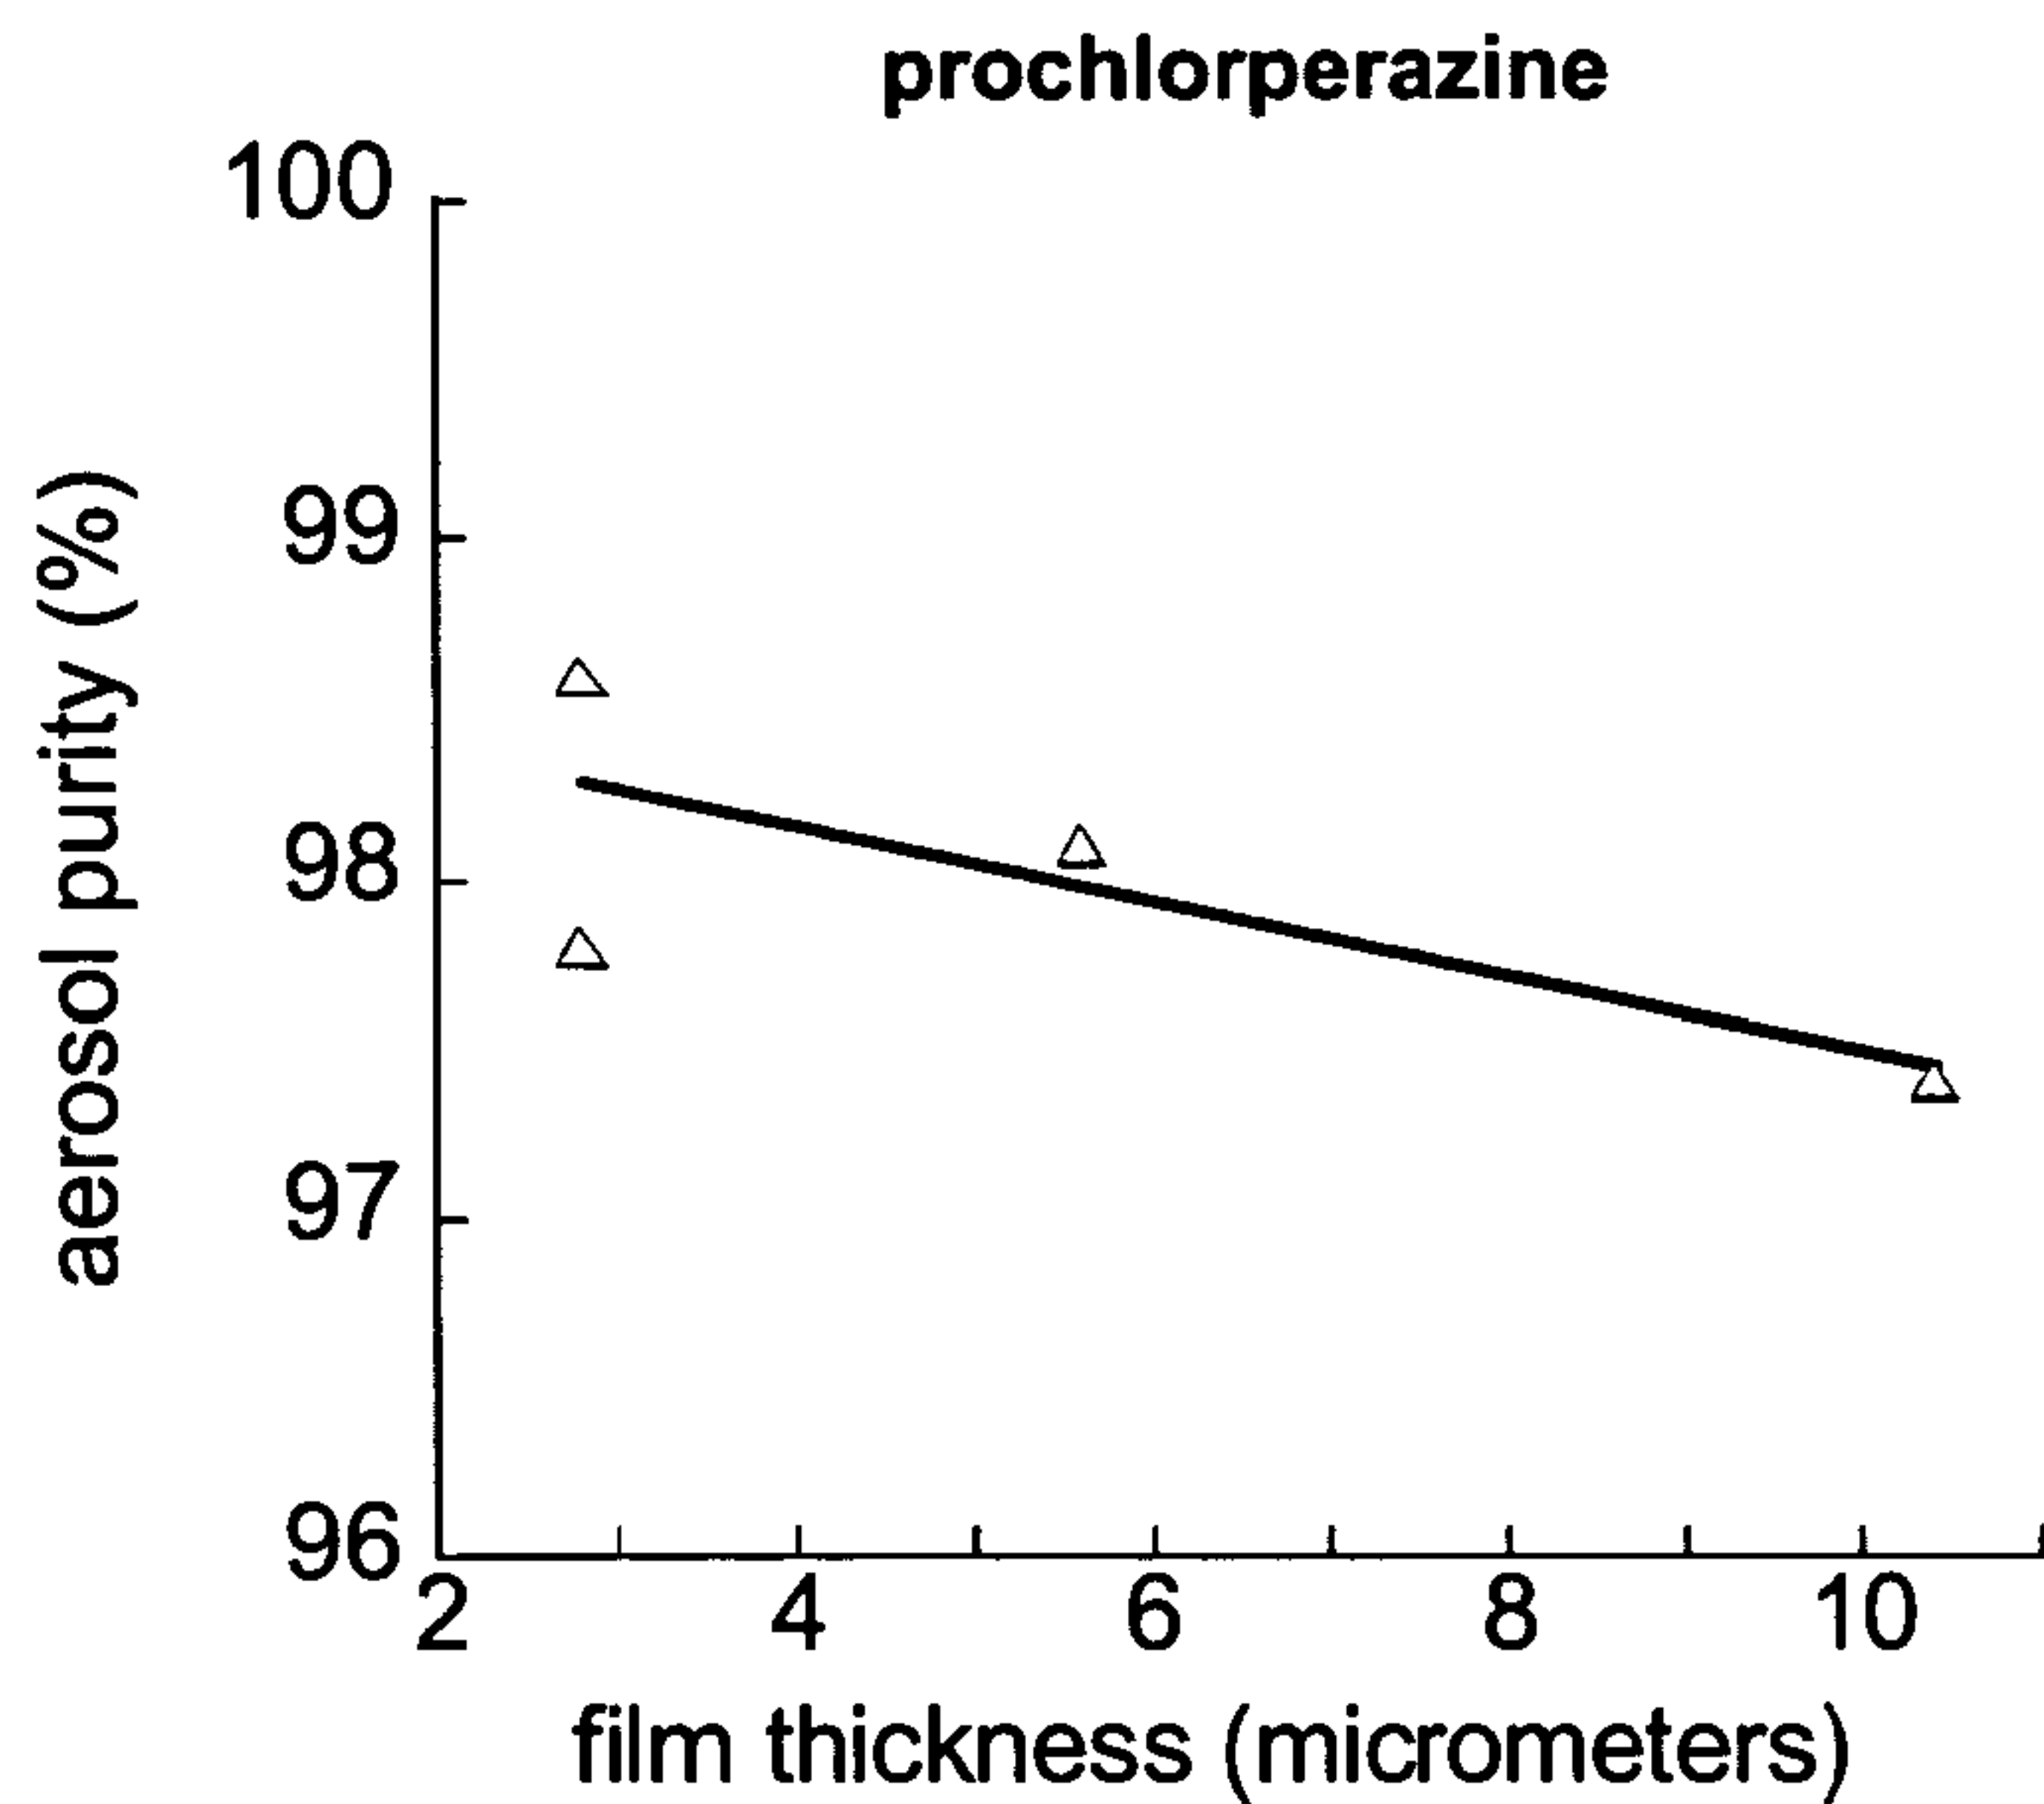 prochlorperazine
100
99
98
97
96
aerosol purity (%)
2 4 6 8 10
film thickness (micrometers)